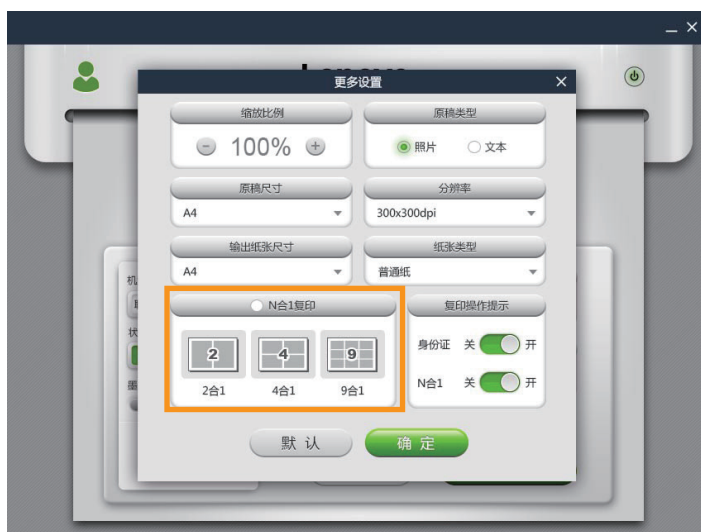 更多设置
缩放比例
原稿类型
100%
照片
文本
原稿尺寸
分辨率
A4
300x300dpi
输出纸张尺寸
纸张类型
A4
普通纸
N合1复印
复印操作提示
2
4
9
身份证 关 开
2合1
4合1
9合1
N合1 关 开
默认
确定
机
状
墨